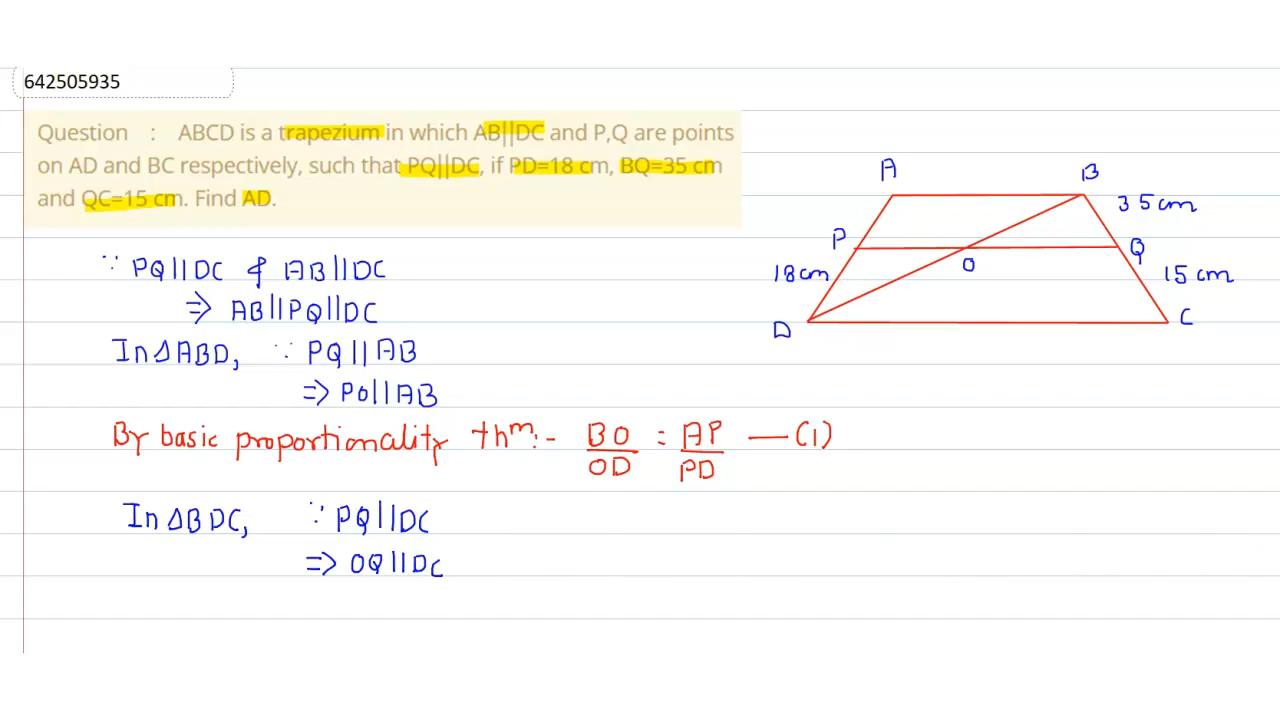 642505935
Question : ABCD is a trapezium in which AB||DC and P,Q are points
on AD and BC respectively, such that PQ||DC, if PD=18 cm, BQ=35 cm
and QC=15 cm. Find AD.
A
B
35 cm
P
Q
O
18cm
15 cm
D
C
∵ PQ||DC & AB||DC
⇒ AB||PQ||DC
In △ABD, ∵ PQ||AB
⇒ PO||AB
By basic proportionality thm:- BO/OD = AP/PD —(1)
In △BDC, ∵ PQ||DC
⇒ OQ||DC